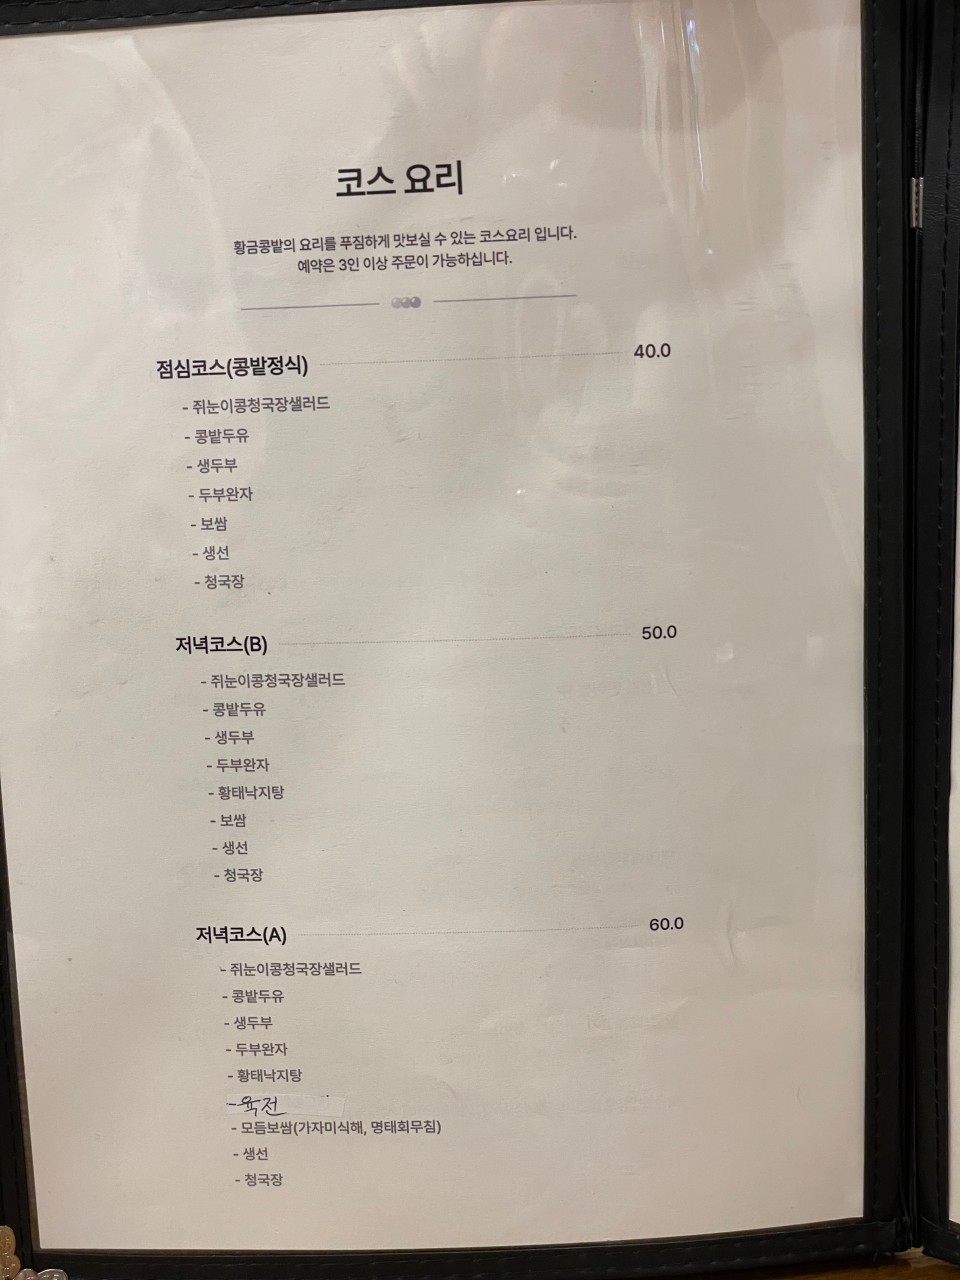 코스 요리
황금콩밭의 요리를 푸짐하게 맛보실 수 있는 코스요리 입니다.
예약은 3인 이상 주문이 가능하십니다.
점심코스(콩밭정식) 40.0
- 쥐눈이콩청국장샐러드
- 콩밭두유
- 생두부
- 두부완자
- 보쌈
- 생선
- 청국장
저녁코스(B) 50.0
- 쥐눈이콩청국장샐러드
- 콩밭두유
- 생두부
- 두부완자
- 황태낙지탕
- 보쌈
- 생선
- 청국장
저녁코스(A) 60.0
- 쥐눈이콩청국장샐러드
- 콩밭두유
- 생두부
- 두부완자
- 황태낙지탕
- 육전
- 모듬보쌈(가자미식해, 명태회무침)
- 생선
- 청국장